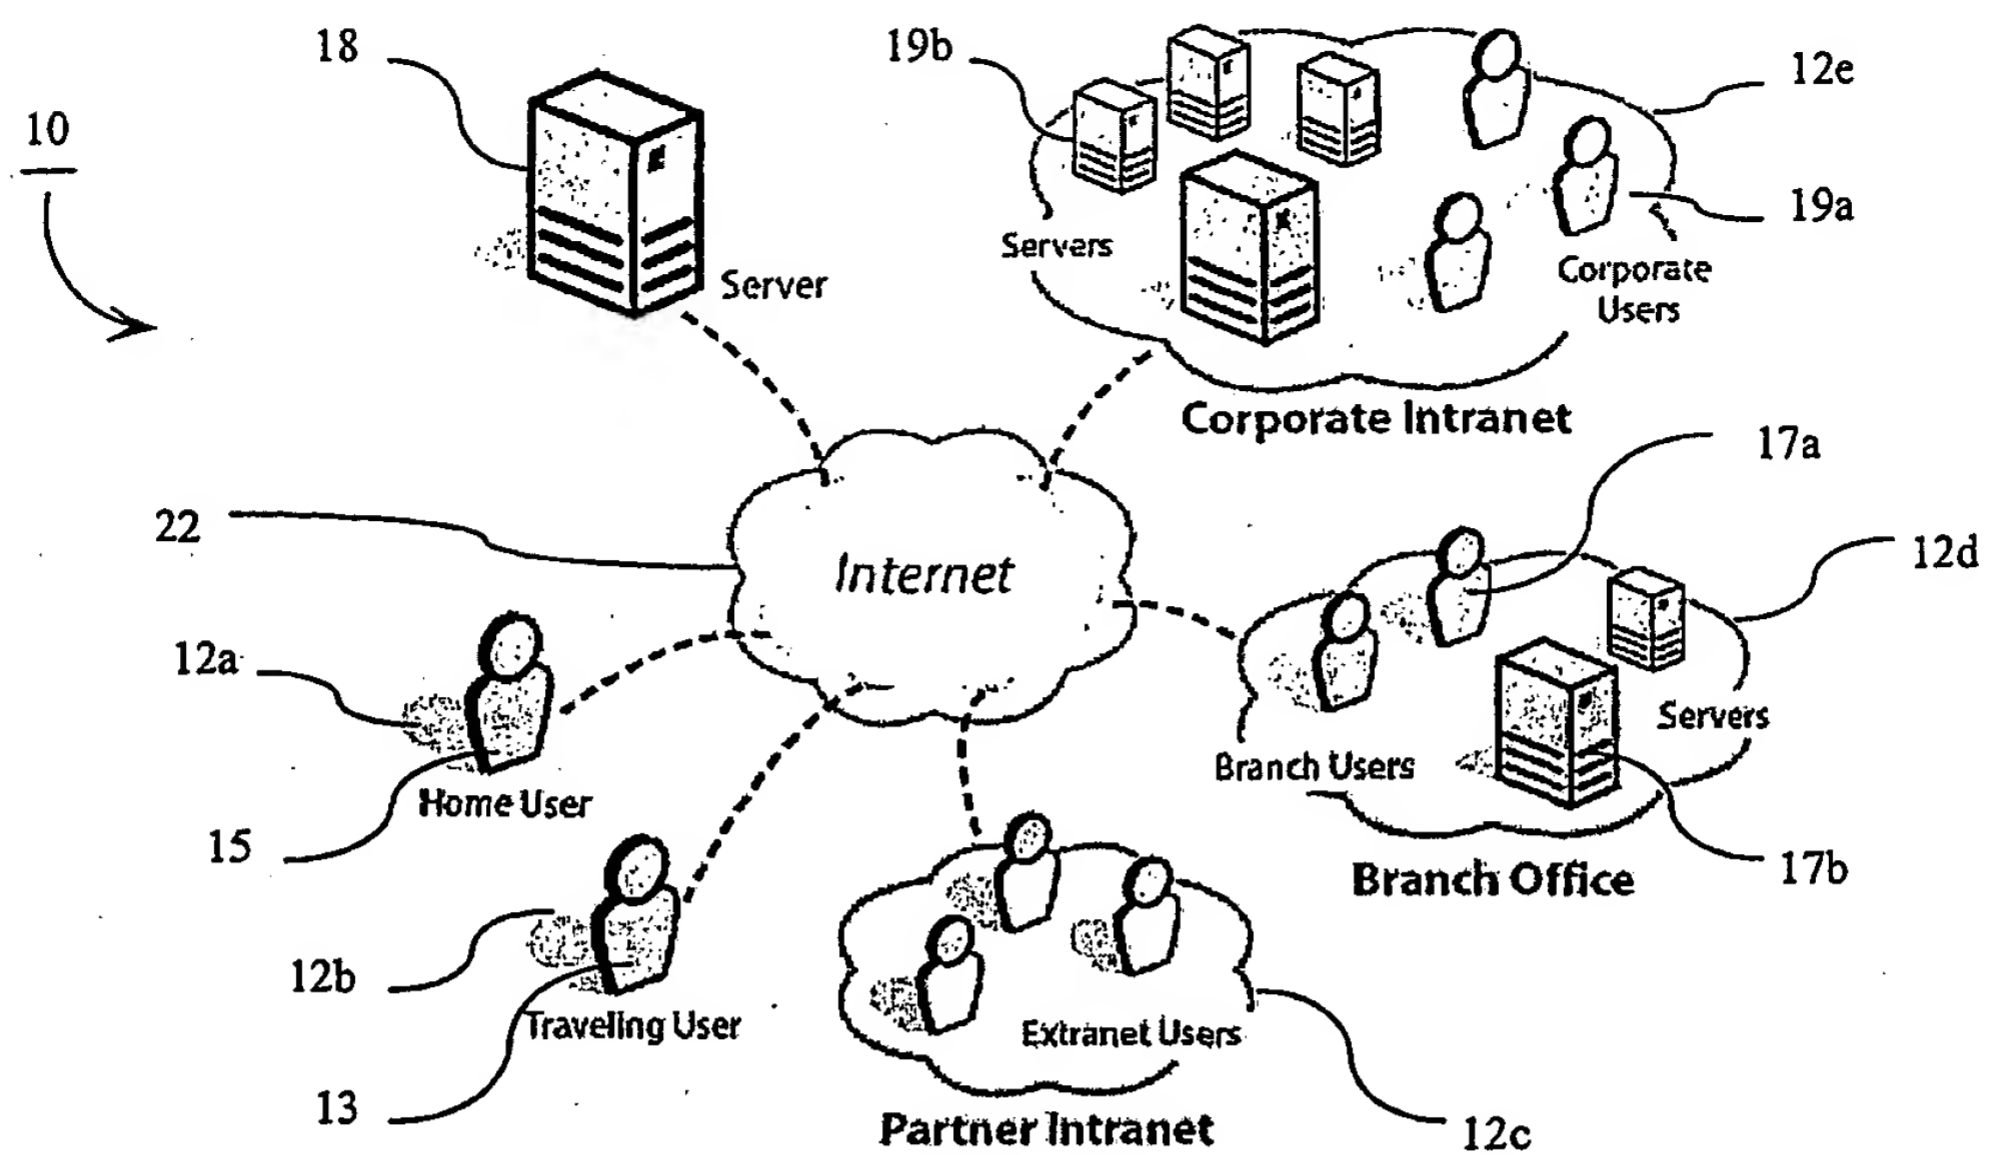 18
19b
12e
10
19a
Servers
Server
Corporate
Users
Corporate Intranet
17a
22
Internet
12d
12a
Servers
Branch Users
Home User
15
17b
Branch Office
12b
Traveling User
Extranet Users
13
Partner Intranet
12c